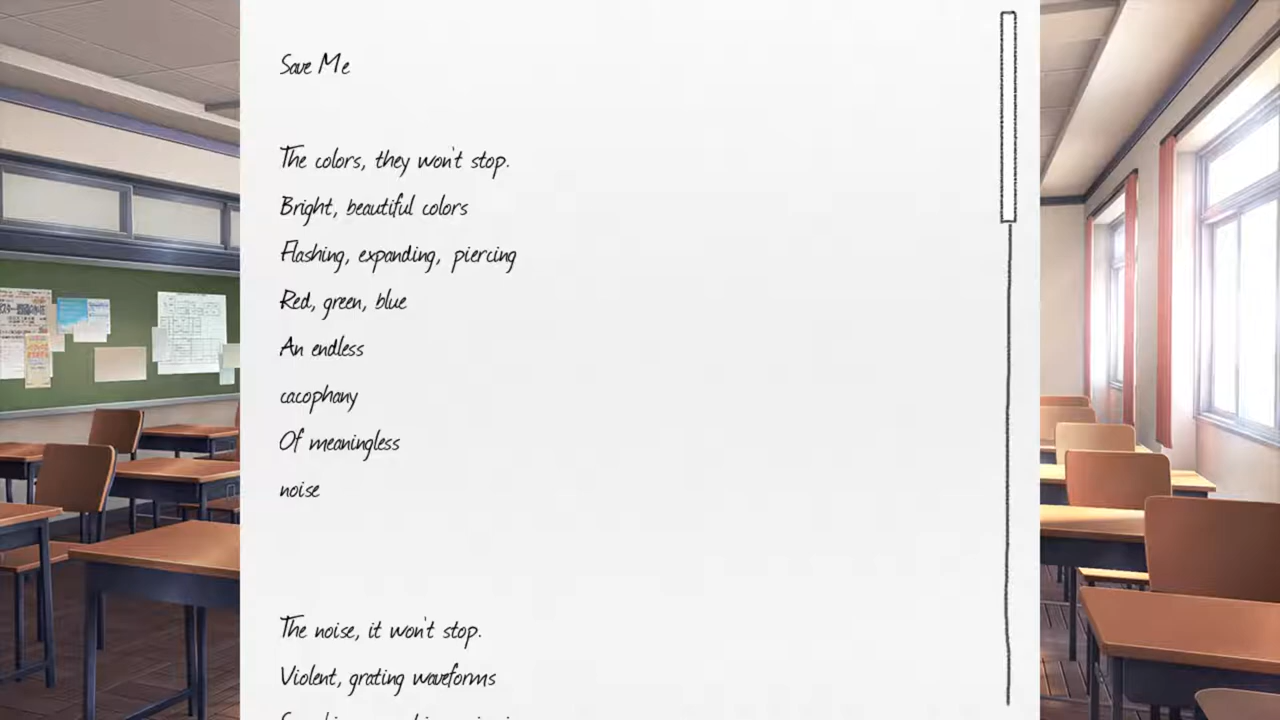 Save Me
The colors, they won't stop.
Bright, beautiful colors
Flashing, expanding, piercing
Red, green, blue
An endless
cacophany
Of meaningless
noise
The noise, it won't stop.
Violent, grating waveforms